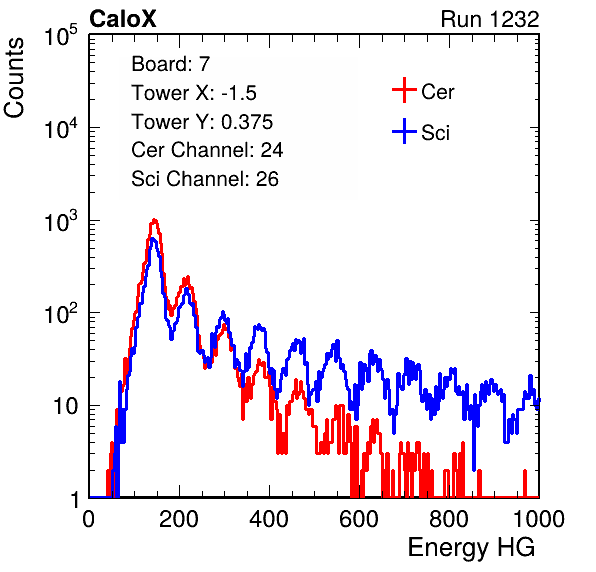 CaloX Run 1232
Counts
Board: 7
Tower X: -1.5
Tower Y: 0.375
Cer Channel: 24
Sci Channel: 26
Cer
Sci
10^5
10^4
10^3
10^2
10
1
0 200 400 600 800 1000
Energy HG